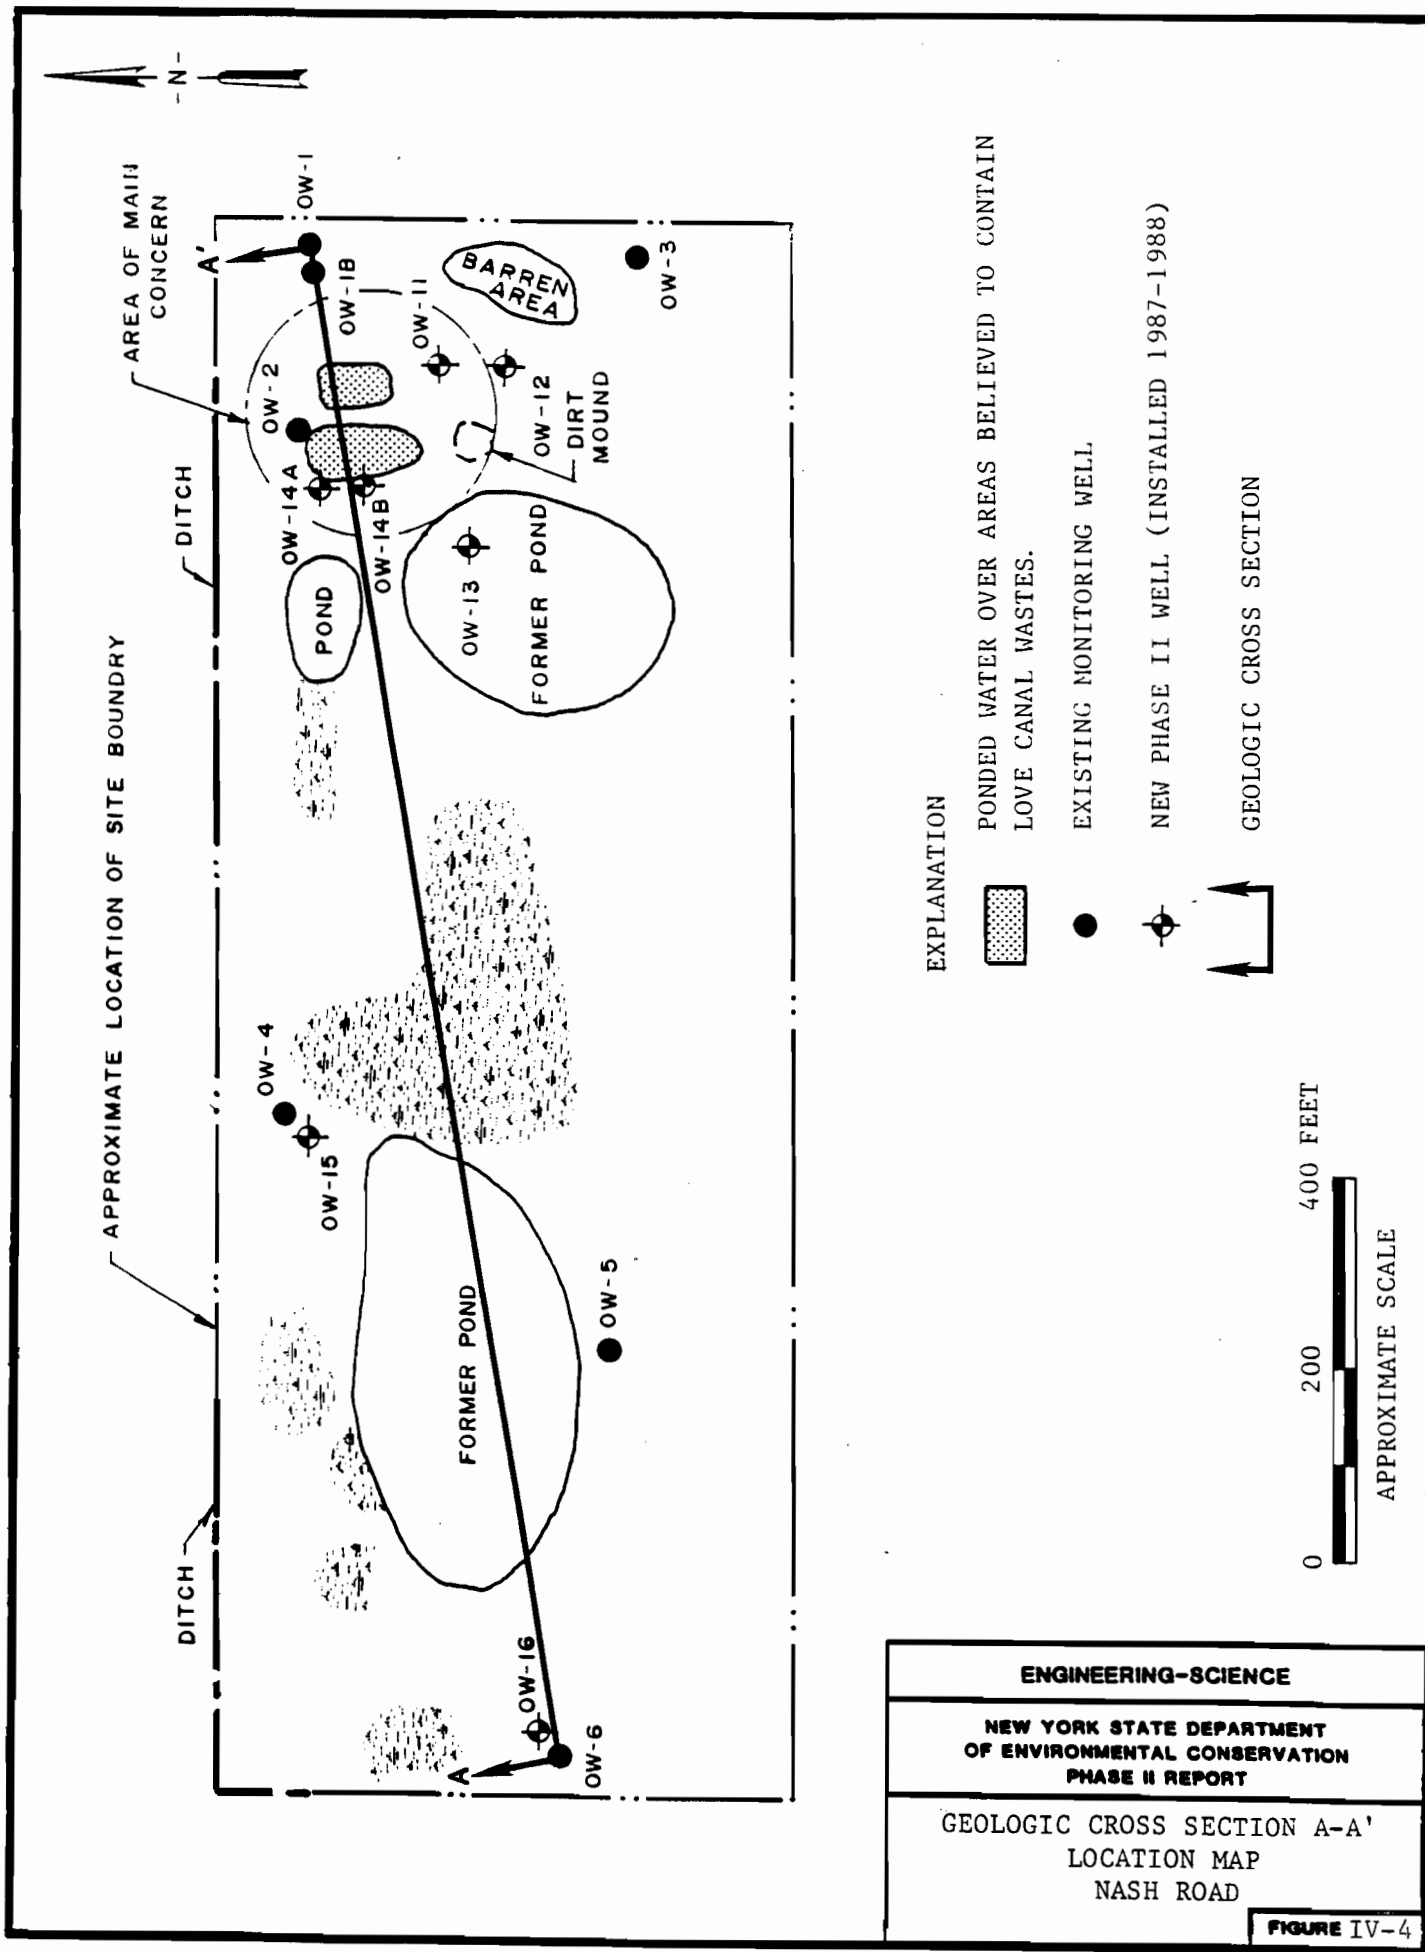 -N-
AREA OF MAIN
CONCERN
A'
OW-1
OW-1B
OW-2
OW-11
BARREN
AREA
OW-3
OW-12
DIRT
MOUND
DITCH
OW-14A
OW-14B
POND
OW-13
FORMER POND
APPROXIMATE LOCATION OF SITE BOUNDRY
OW-4
OW-15
OW-5
FORMER POND
DITCH
OW-16
A
OW-6
EXPLANATION
PONDED WATER OVER AREAS BELIEVED TO CONTAIN
LOVE CANAL WASTES.
EXISTING MONITORING WELL
NEW PHASE II WELL (INSTALLED 1987-1988)
GEOLOGIC CROSS SECTION
0 200 400 FEET
APPROXIMATE SCALE
ENGINEERING-SCIENCE
NEW YORK STATE DEPARTMENT
OF ENVIRONMENTAL CONSERVATION
PHASE II REPORT
GEOLOGIC CROSS SECTION A-A'
LOCATION MAP
NASH ROAD
FIGURE IV-4